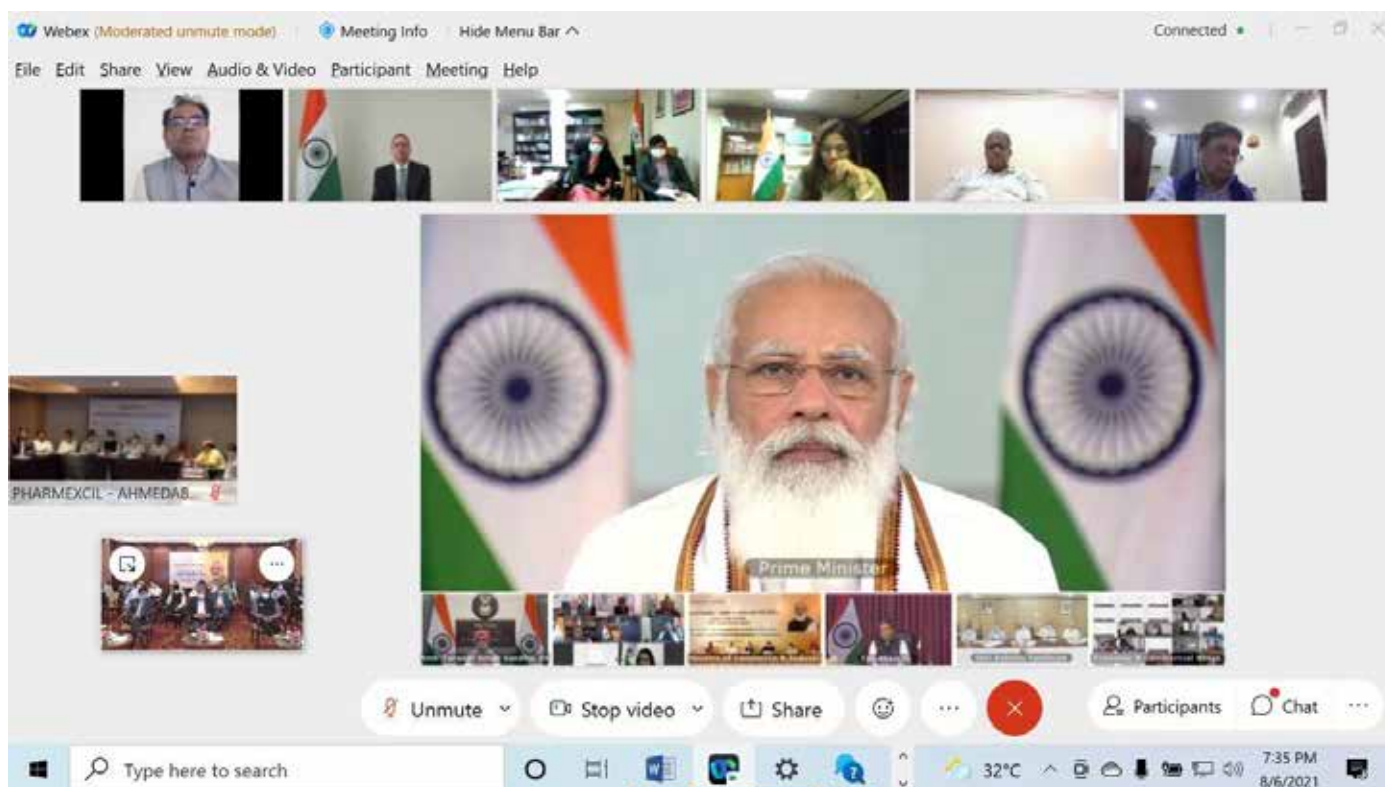 Webex (Moderated unmute mode) Meeting Info Hide Menu Bar Connected
File Edit Share View Audio & Video Participant Meeting Help
PHARMEXCIL - AHMEDAB...
Prime Minister
Unmute Stop video Share Participants Chat
Type here to search 32°C 7:35 PM
8/6/2021